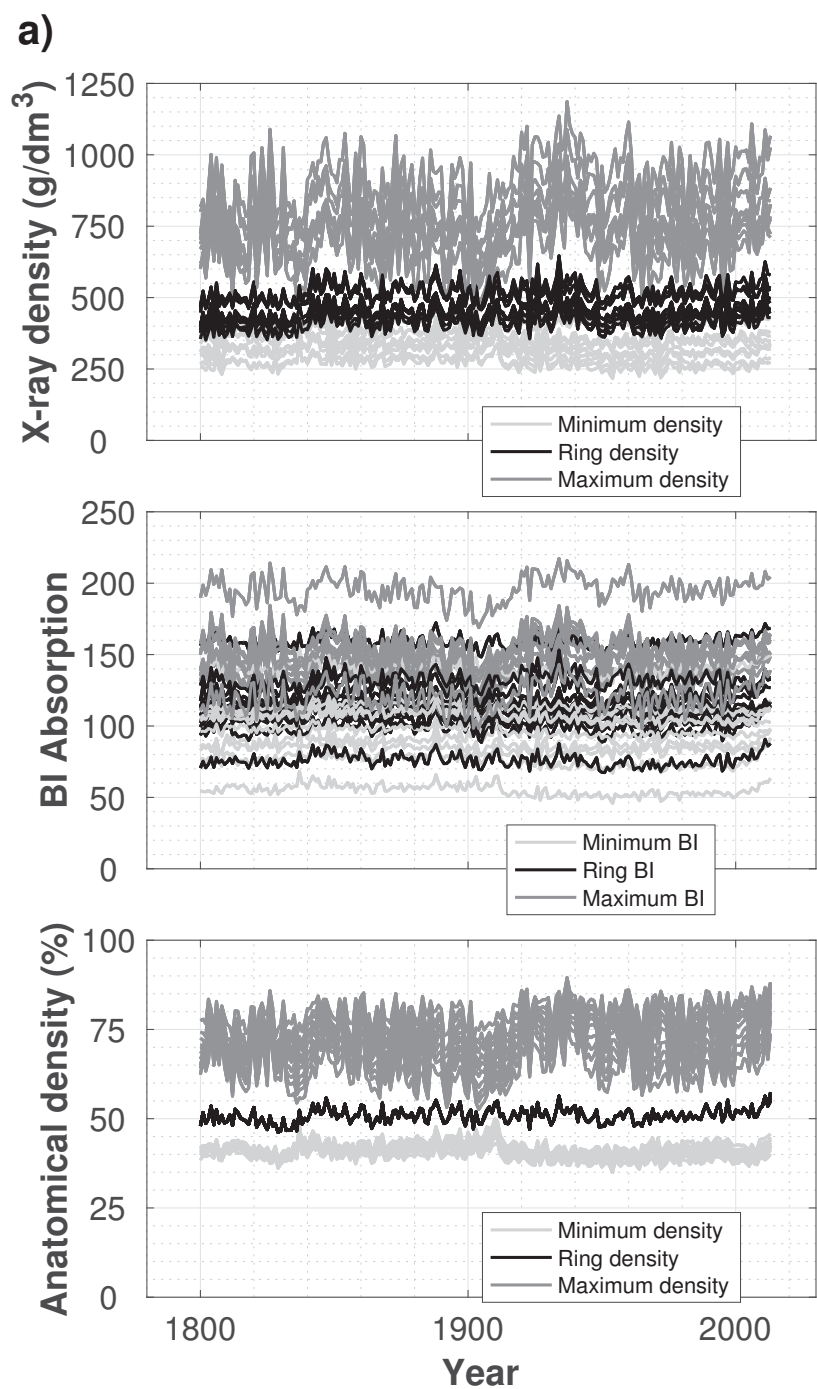 a)
X-ray density (g/dm³)
1250
1000
750
500
250
0
Minimum density
Ring density
Maximum density
BI Absorption
250
200
150
100
50
0
Minimum BI
Ring BI
Maximum BI
Anatomical density (%)
100
75
50
25
0
Minimum density
Ring density
Maximum density
1800 1900 2000
Year